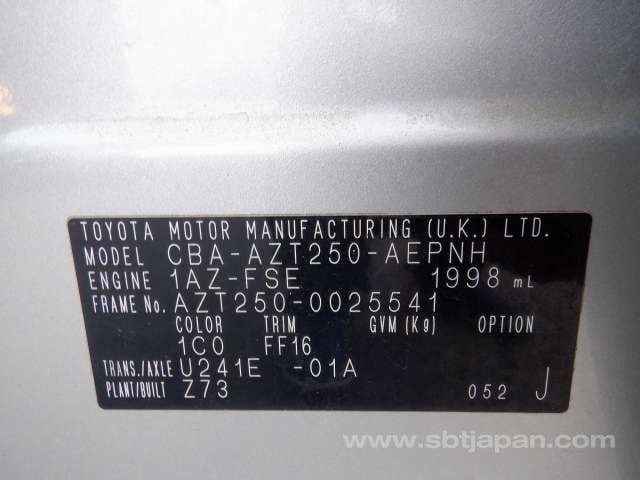 TOYOTA MOTOR MANUFACTURING (U.K.) LTD.
MODEL CBA-AZT250-AEPNH
ENGINE 1AZ-FSE 1998 mL
FRAME No. AZT250-0025541
COLOR TRIM GVM (Kg) OPTION
1C0 FF16
TRANS./AXLE U241E -01A
PLANT/BUILT Z73 052 J
www.sbtjapan.com